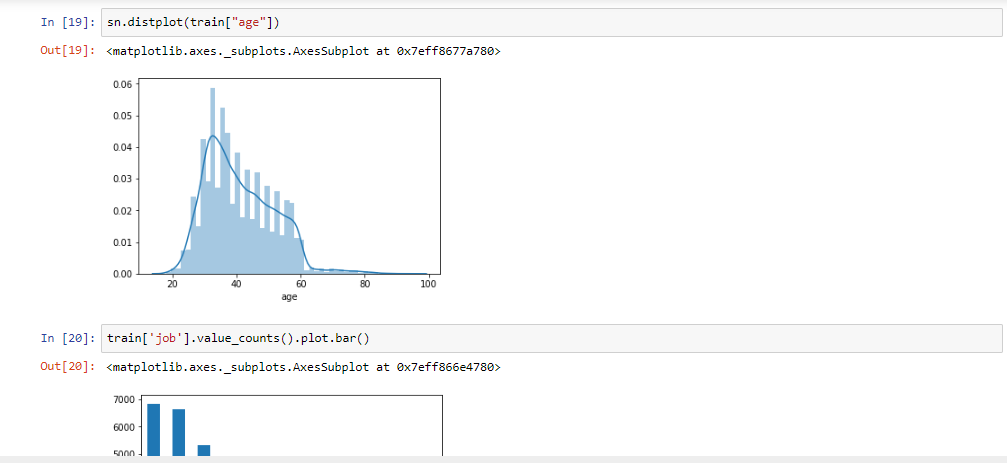 In [19]: sn.distplot(train["age"])
Out[19]: <matplotlib.axes._subplots.AxesSubplot at 0x7eff8677a780>
0.06
0.05
0.04
0.03
0.02
0.01
0.00
20 40 60 80 100
age
In [20]: train['job'].value_counts().plot.bar()
Out[20]: <matplotlib.axes._subplots.AxesSubplot at 0x7eff866e4780>
7000
6000
5000